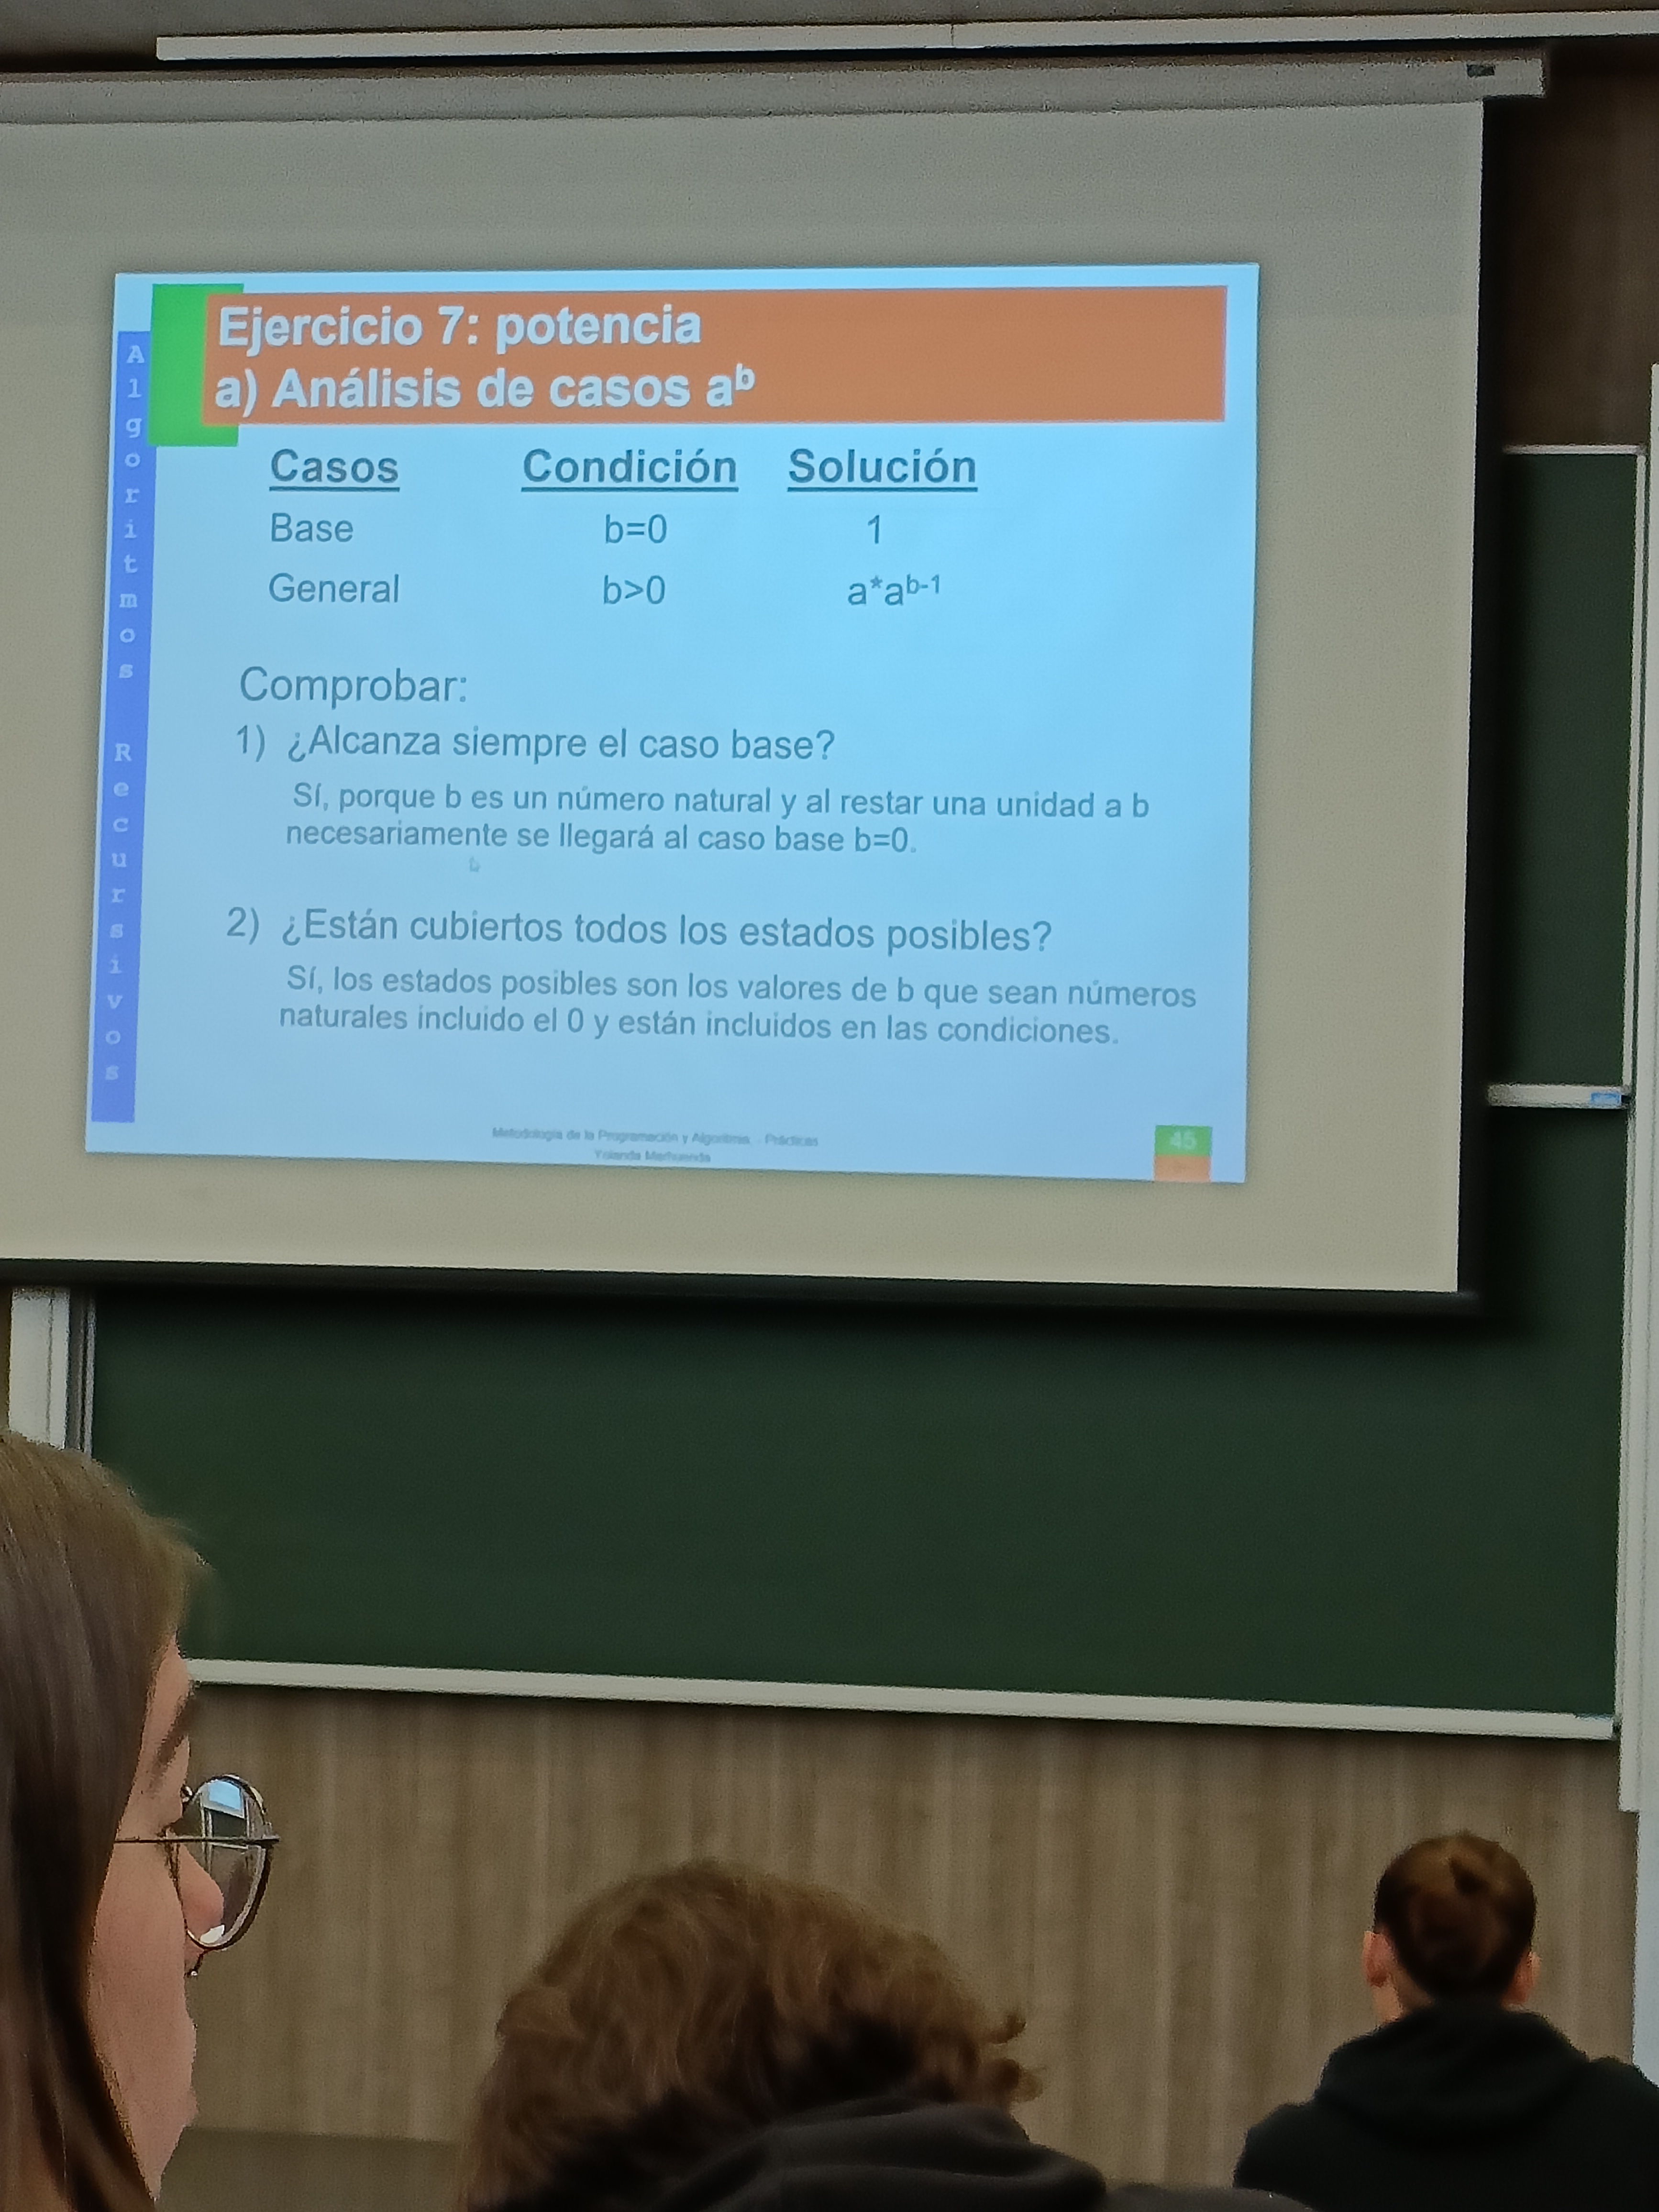 Ejercicio 7: potencia
a) Análisis de casos aᵇ
Algoritmos Recursivos
Casos Condición Solución
Base b=0 1
General b>0 a*aᵇ⁻¹
Comprobar:
1) ¿Alcanza siempre el caso base?
Sí, porque b es un número natural y al restar una unidad a b
necesariamente se llegará al caso base b=0.
2) ¿Están cubiertos todos los estados posibles?
Sí, los estados posibles son los valores de b que sean números
naturales incluido el 0 y están incluidos en las condiciones.
Metodología de la Programación y Algoritmia. - Prácticas
Yolanda Marhuenda
45